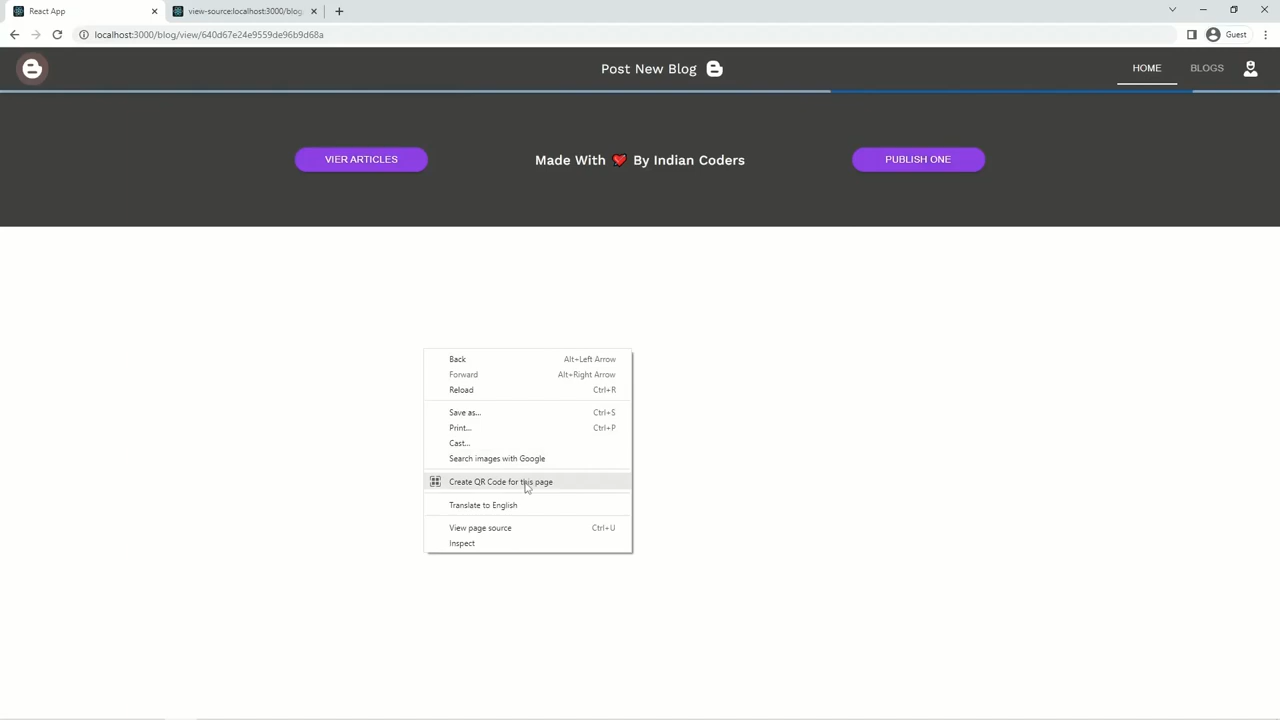 React App
view-source:localhost:3000/blog
localhost:3000/blog/view/640d67e24e9559de96b9d68a
Guest
Post New Blog
HOME
BLOGS
VIER ARTICLES
Made With ❤ By Indian Coders
PUBLISH ONE
Back Alt+Left Arrow
Forward Alt+Right Arrow
Reload Ctrl+R
Save as... Ctrl+S
Print... Ctrl+P
Cast...
Search images with Google
Create QR Code for this page
Translate to English
View page source Ctrl+U
Inspect